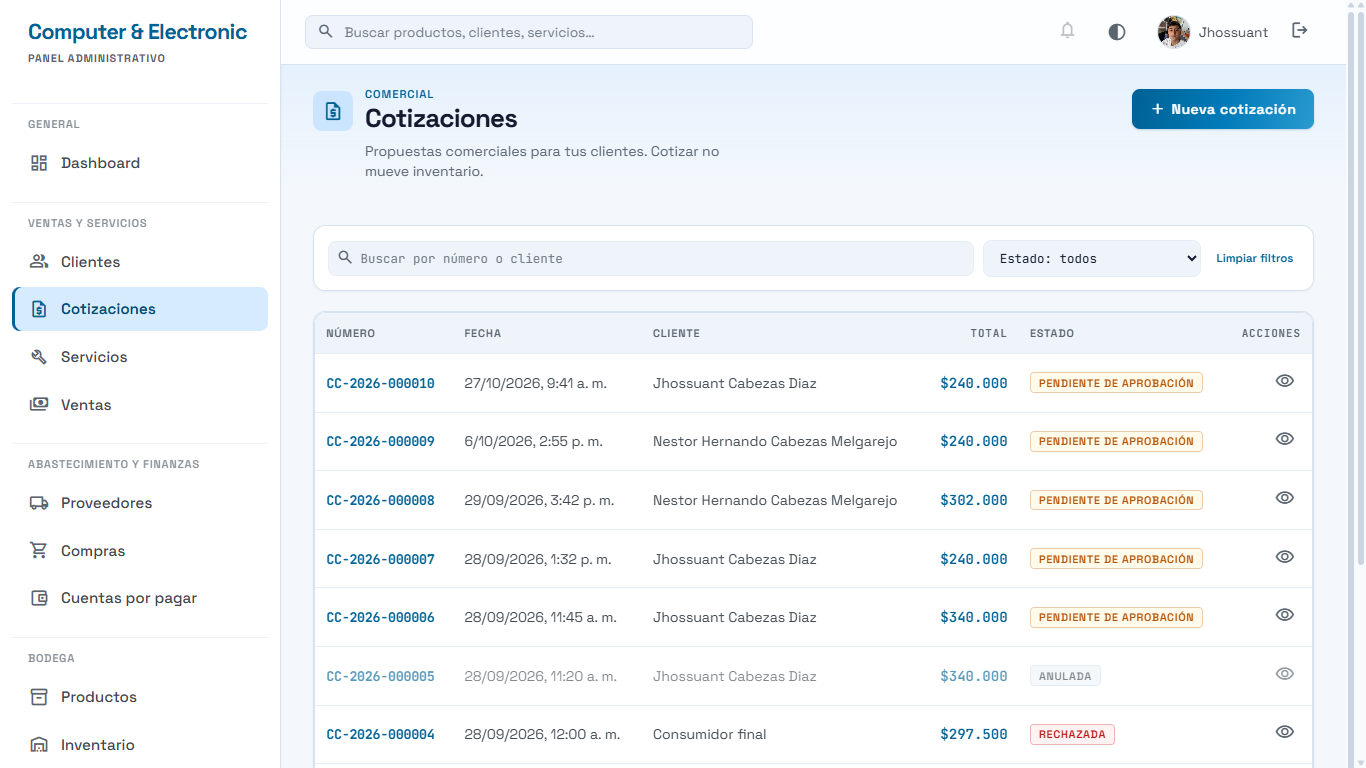 Computer & Electronic
PANEL ADMINISTRATIVO
GENERAL
Dashboard
VENTAS Y SERVICIOS
Clientes
Cotizaciones
Servicios
Ventas
ABASTECIMIENTO Y FINANZAS
Proveedores
Compras
Cuentas por pagar
BODEGA
Productos
Inventario
Buscar productos, clientes, servicios...
Jhossuant
COMERCIAL
Cotizaciones
Propuestas comerciales para tus clientes. Cotizar no
mueve inventario.
+ Nueva cotización
Buscar por número o cliente
Estado: todos
Limpiar filtros
NÚMERO FECHA CLIENTE TOTAL ESTADO ACCIONES
CC-2026-000010 27/10/2026, 9:41 a. m. Jhossuant Cabezas Diaz $240.000 PENDIENTE DE APROBACIÓN
CC-2026-000009 6/10/2026, 2:55 p. m. Nestor Hernando Cabezas Melgarejo $240.000 PENDIENTE DE APROBACIÓN
CC-2026-000008 29/09/2026, 3:42 p. m. Nestor Hernando Cabezas Melgarejo $302.000 PENDIENTE DE APROBACIÓN
CC-2026-000007 28/09/2026, 1:32 p. m. Jhossuant Cabezas Diaz $240.000 PENDIENTE DE APROBACIÓN
CC-2026-000006 28/09/2026, 11:45 a. m. Jhossuant Cabezas Diaz $340.000 PENDIENTE DE APROBACIÓN
CC-2026-000005 28/09/2026, 11:20 a. m. Jhossuant Cabezas Diaz $340.000 ANULADA
CC-2026-000004 28/09/2026, 12:00 a. m. Consumidor final $297.500 RECHAZADA